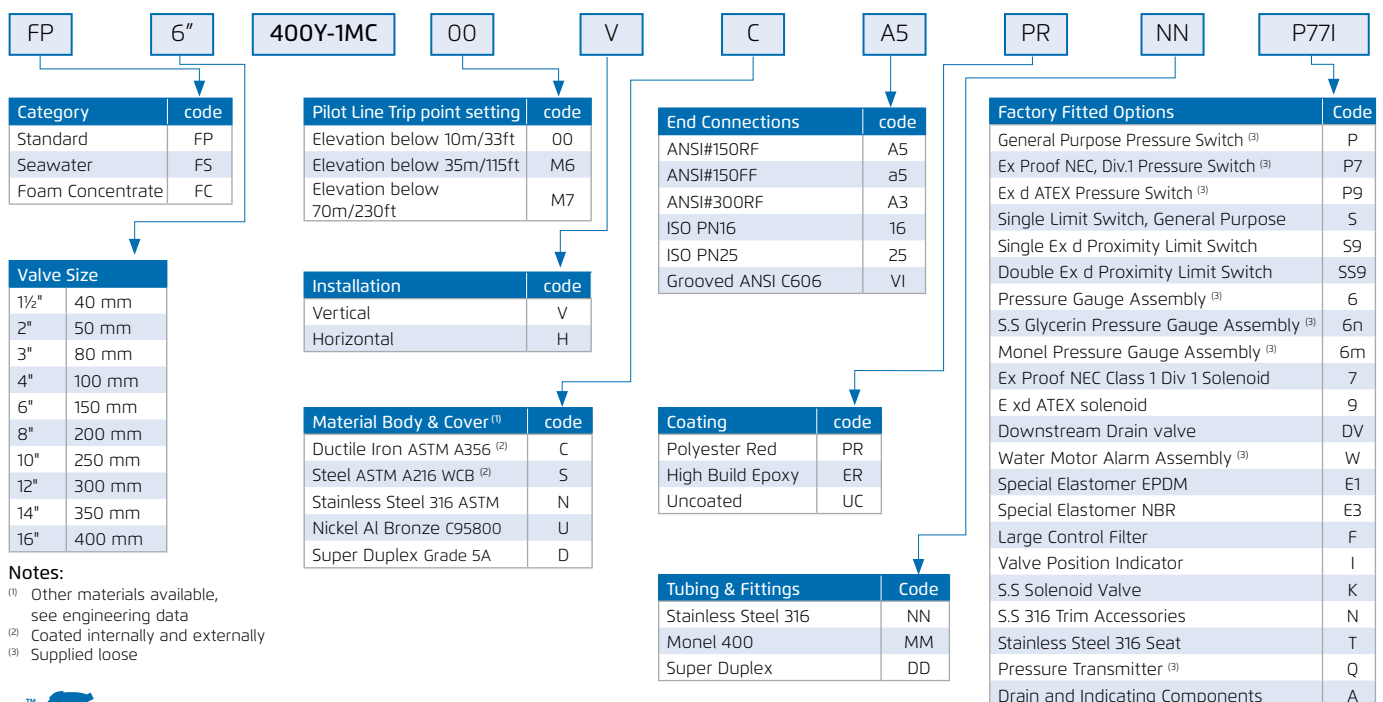 FP 6″ 400Y-1MC 00 V C A5 PR NN P77I
Category code
Standard FP
Seawater FS
Foam Concentrate FC
Valve Size
1½" 40 mm
2" 50 mm
3" 80 mm
4" 100 mm
6" 150 mm
8" 200 mm
10" 250 mm
12" 300 mm
14" 350 mm
16" 400 mm
Notes:
(1) Other materials available,
see engineering data
(2) Coated internally and externally
(3) Supplied loose
TM
Pilot Line Trip point setting code
Elevation below 10m/33ft 00
Elevation below 35m/115ft M6
Elevation below
70m/230ft M7
Installation code
Vertical V
Horizontal H
Material Body & Cover (1) code
Ductile Iron ASTM A356 (2) C
Steel ASTM A216 WCB (2) S
Stainless Steel 316 ASTM N
Nickel Al Bronze C95800 U
Super Duplex Grade 5A D
End Connections code
ANSI#150RF A5
ANSI#150FF a5
ANSI#300RF A3
ISO PN16 16
ISO PN25 25
Grooved ANSI C606 VI
Coating code
Polyester Red PR
High Build Epoxy ER
Uncoated UC
Tubing & Fittings Code
Stainless Steel 316 NN
Monel 400 MM
Super Duplex DD
Factory Fitted Options Code
General Purpose Pressure Switch (3) P
Ex Proof NEC, Div.1 Pressure Switch (3) P7
Ex d ATEX Pressure Switch (3) P9
Single Limit Switch, General Purpose S
Single Ex d Proximity Limit Switch S9
Double Ex d Proximity Limit Switch SS9
Pressure Gauge Assembly (3) 6
S.S Glycerin Pressure Gauge Assembly (3) 6n
Monel Pressure Gauge Assembly (3) 6m
Ex Proof NEC Class 1 Div 1 Solenoid 7
E xd ATEX solenoid 9
Downstream Drain valve DV
Water Motor Alarm Assembly (3) W
Special Elastomer EPDM E1
Special Elastomer NBR E3
Large Control Filter F
Valve Position Indicator I
S.S Solenoid Valve K
S.S 316 Trim Accessories N
Stainless Steel 316 Seat T
Pressure Transmitter (3) Q
Drain and Indicating Components A